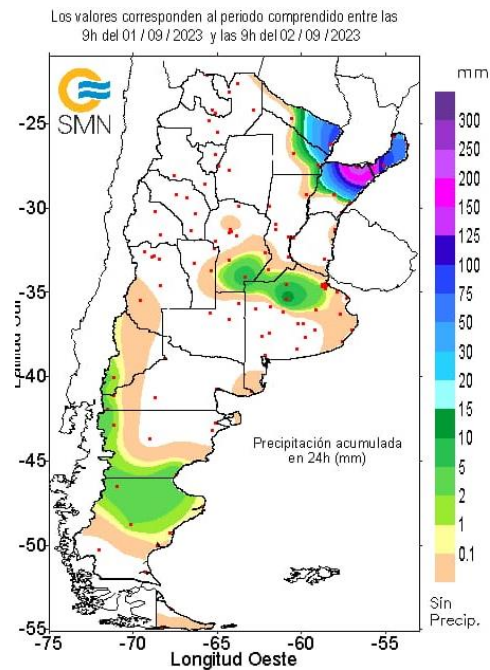 Los valores corresponden al periodo comprendido entre las
9h del 01/09/2023 y las 9h del 02/09/2023
SMN
mm
300
250
200
150
125
100
75
50
30
20
15
10
5
2
1
0.1
Sin
Precip.
-25
-30
-35
-40
-45
-50
-55
Latitud Sur
Precipitación acumulada
en 24h (mm)
-75 -70 -65 -60 -55
Longitud Oeste